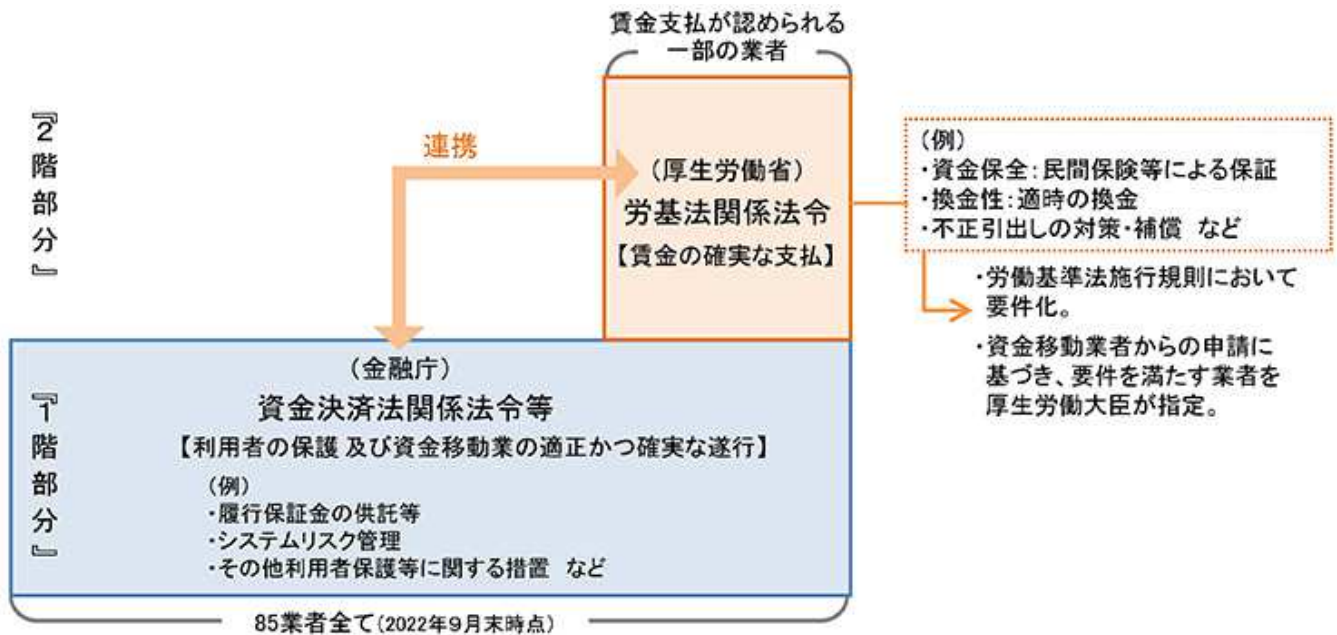 賃金支払が認められる
一部の業者
『2階部分』
連携
(厚生労働省)
労基法関係法令
【賃金の確実な支払】
(例)
・資金保全:民間保険等による保証
・換金性:適時の換金
・不正引出しの対策・補償 など
・労働基準法施行規則において
要件化。
・資金移動業者からの申請に
基づき、要件を満たす業者を
厚生労働大臣が指定。
『1階部分』
(金融庁)
資金決済法関係法令等
【利用者の保護 及び資金移動業の適正かつ確実な遂行】
(例)
・履行保証金の供託等
・システムリスク管理
・その他利用者保護等に関する措置 など
85業者全て(2022年9月末時点)